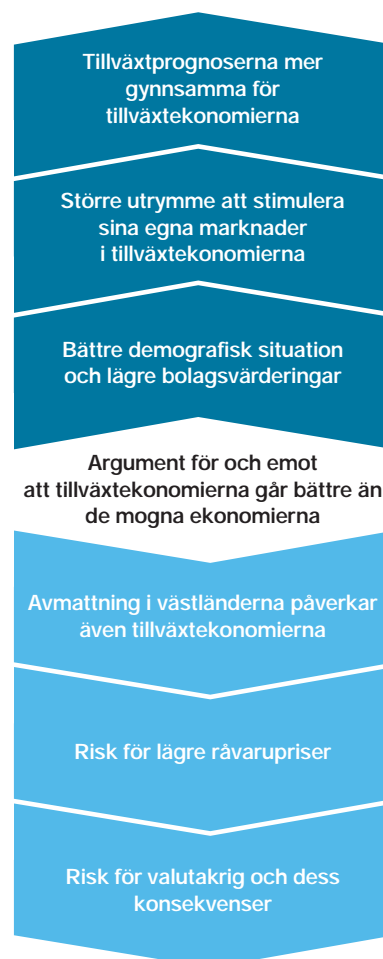 Tillväxtprognoserna mer
gynnsamma för
tillväxtekonomierna
Större utrymme att stimulera
sina egna marknader
i tillväxtekonomierna
Bättre demografisk situation
och lägre bolagsvärderingar
Argument för och emot
att tillväxtekonomierna går bättre än
de mogna ekonomierna
Avmattning i västländerna påverkar
även tillväxtekonomierna
Risk för lägre råvarupriser
Risk för valutakrig och dess
konsekvenser